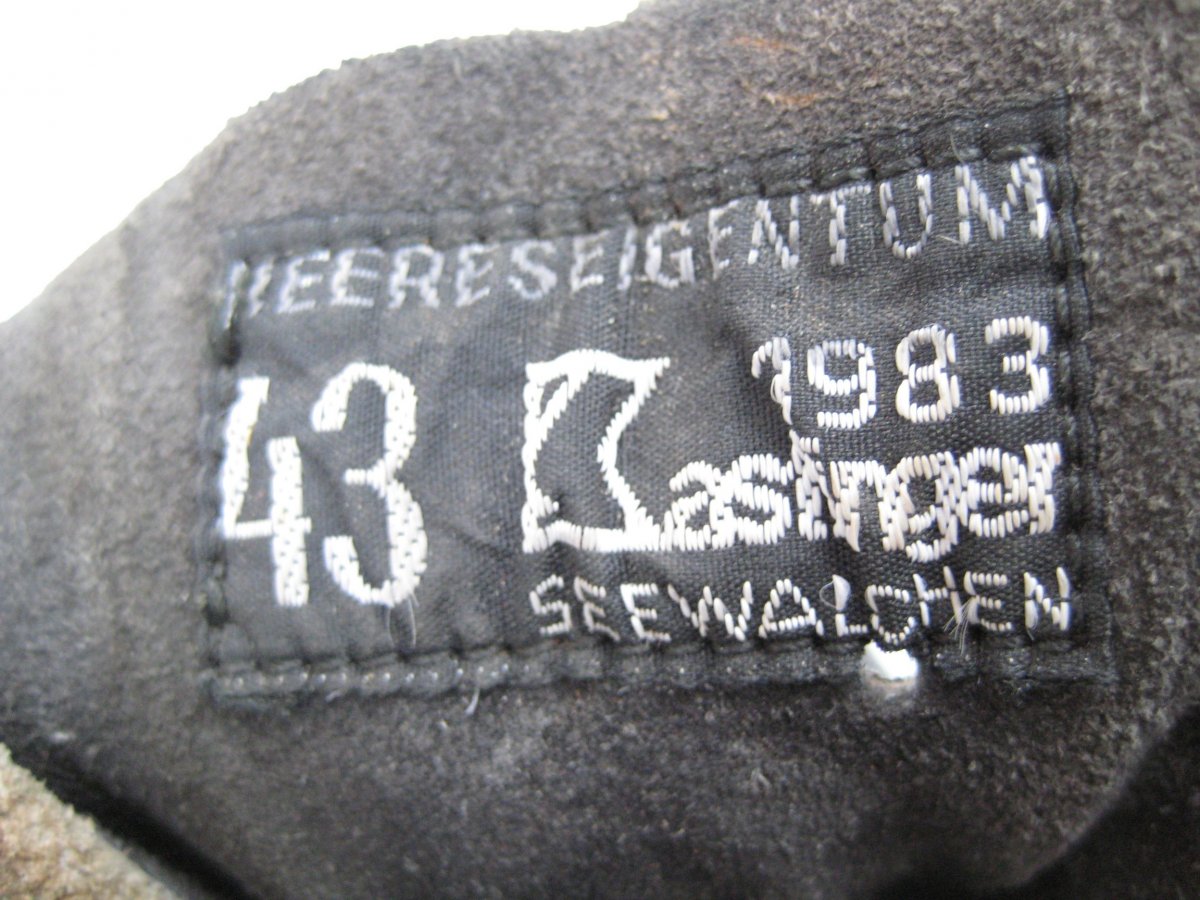 HEERESEIGENTUM
43 1983
Kastinger
SEEWALCHEN